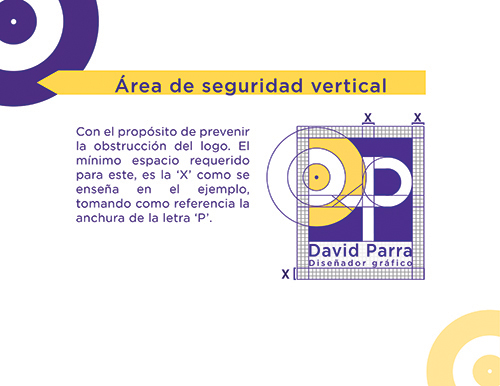 Área de seguridad vertical
Con el propósito de prevenir
la obstrucción del logo. El
mínimo espacio requerido
para este, es la ‘X’ como se
enseña en el ejemplo,
tomando como referencia la
anchura de la letra ‘P’.
X X
David Parra
Diseñador gráfico
X